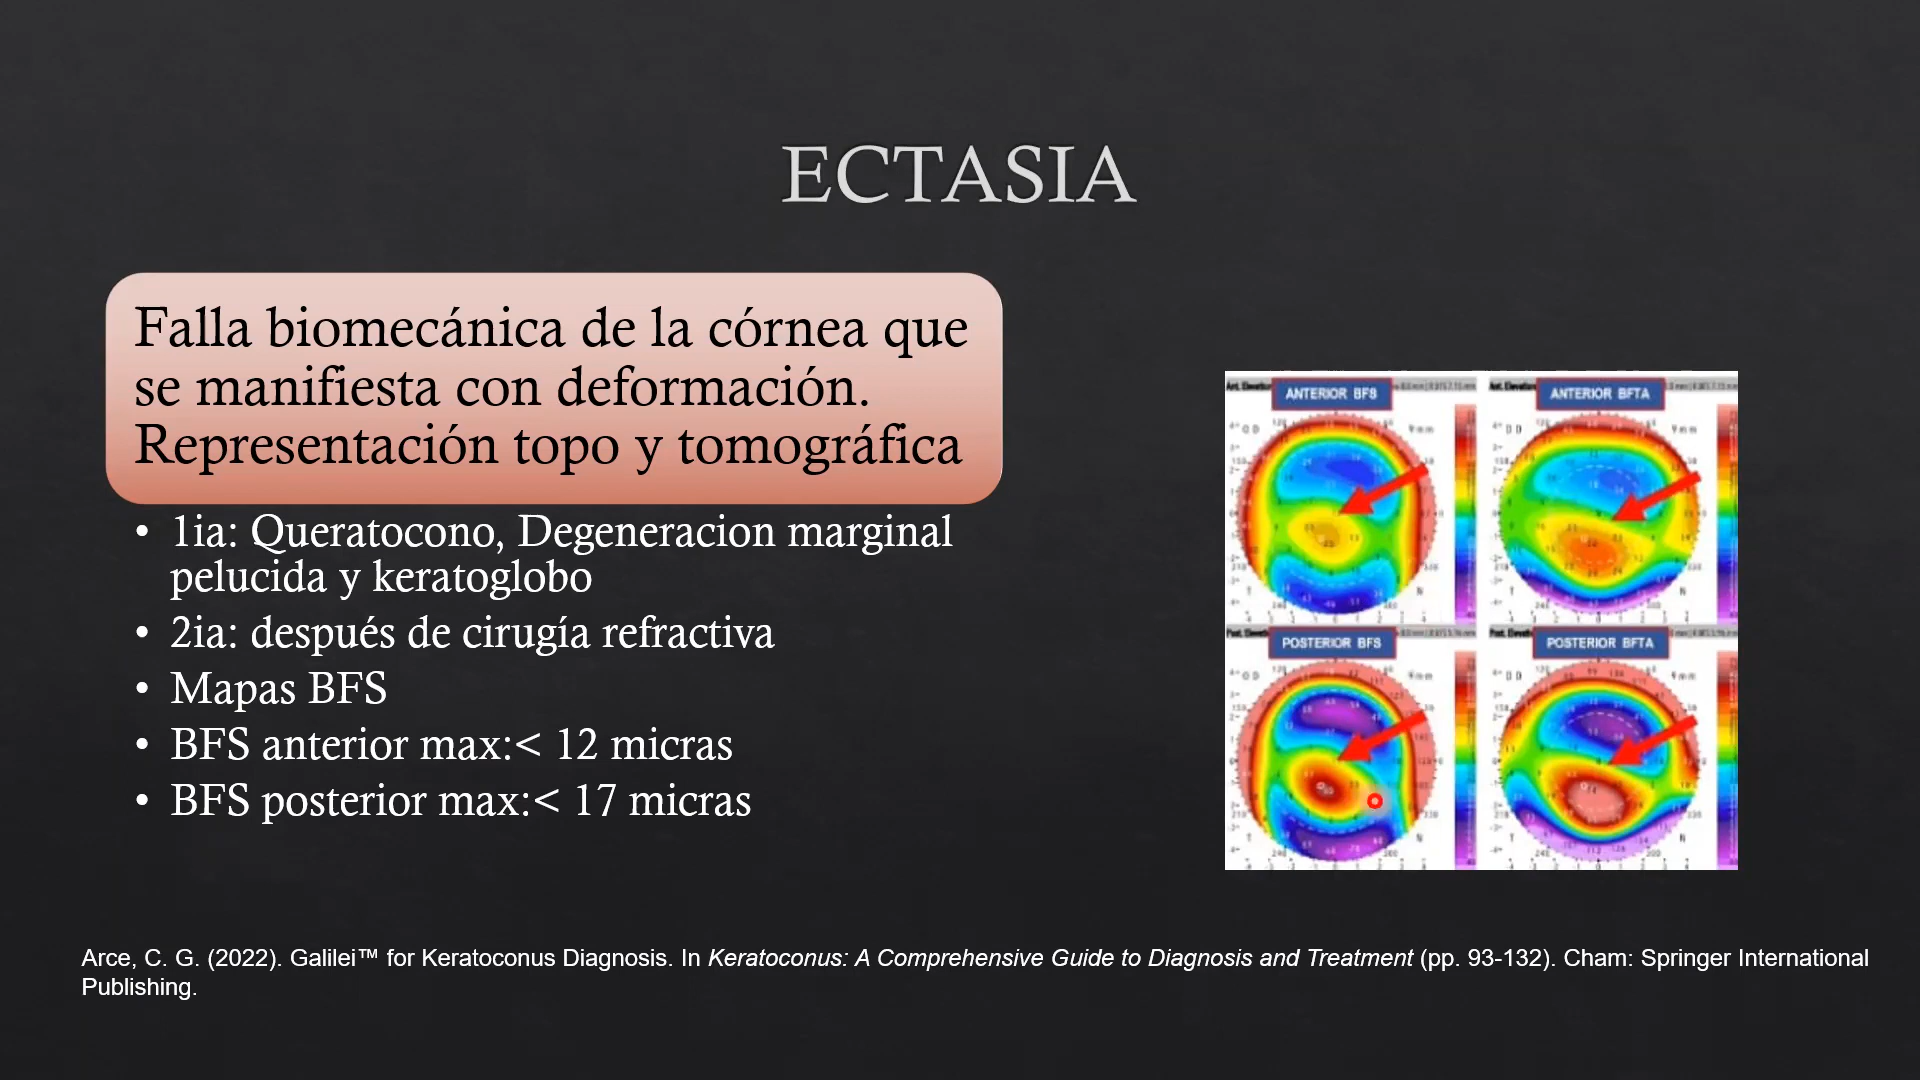 ECTASIA
Falla biomecánica de la córnea que
se manifiesta con deformación.
Representación topo y tomográfica
• 1ia: Queratocono, Degeneracion marginal
pelucida y keratoglobo
• 2ia: después de cirugía refractiva
• Mapas BFS
• BFS anterior max:< 12 micras
• BFS posterior max:< 17 micras
ANTERIOR BFS
ANTERIOR BFTA
POSTERIOR BFS
POSTERIOR BFTA
Arce, C. G. (2022). Galilei™ for Keratoconus Diagnosis. In Keratoconus: A Comprehensive Guide to Diagnosis and Treatment (pp. 93-132). Cham: Springer International
Publishing.